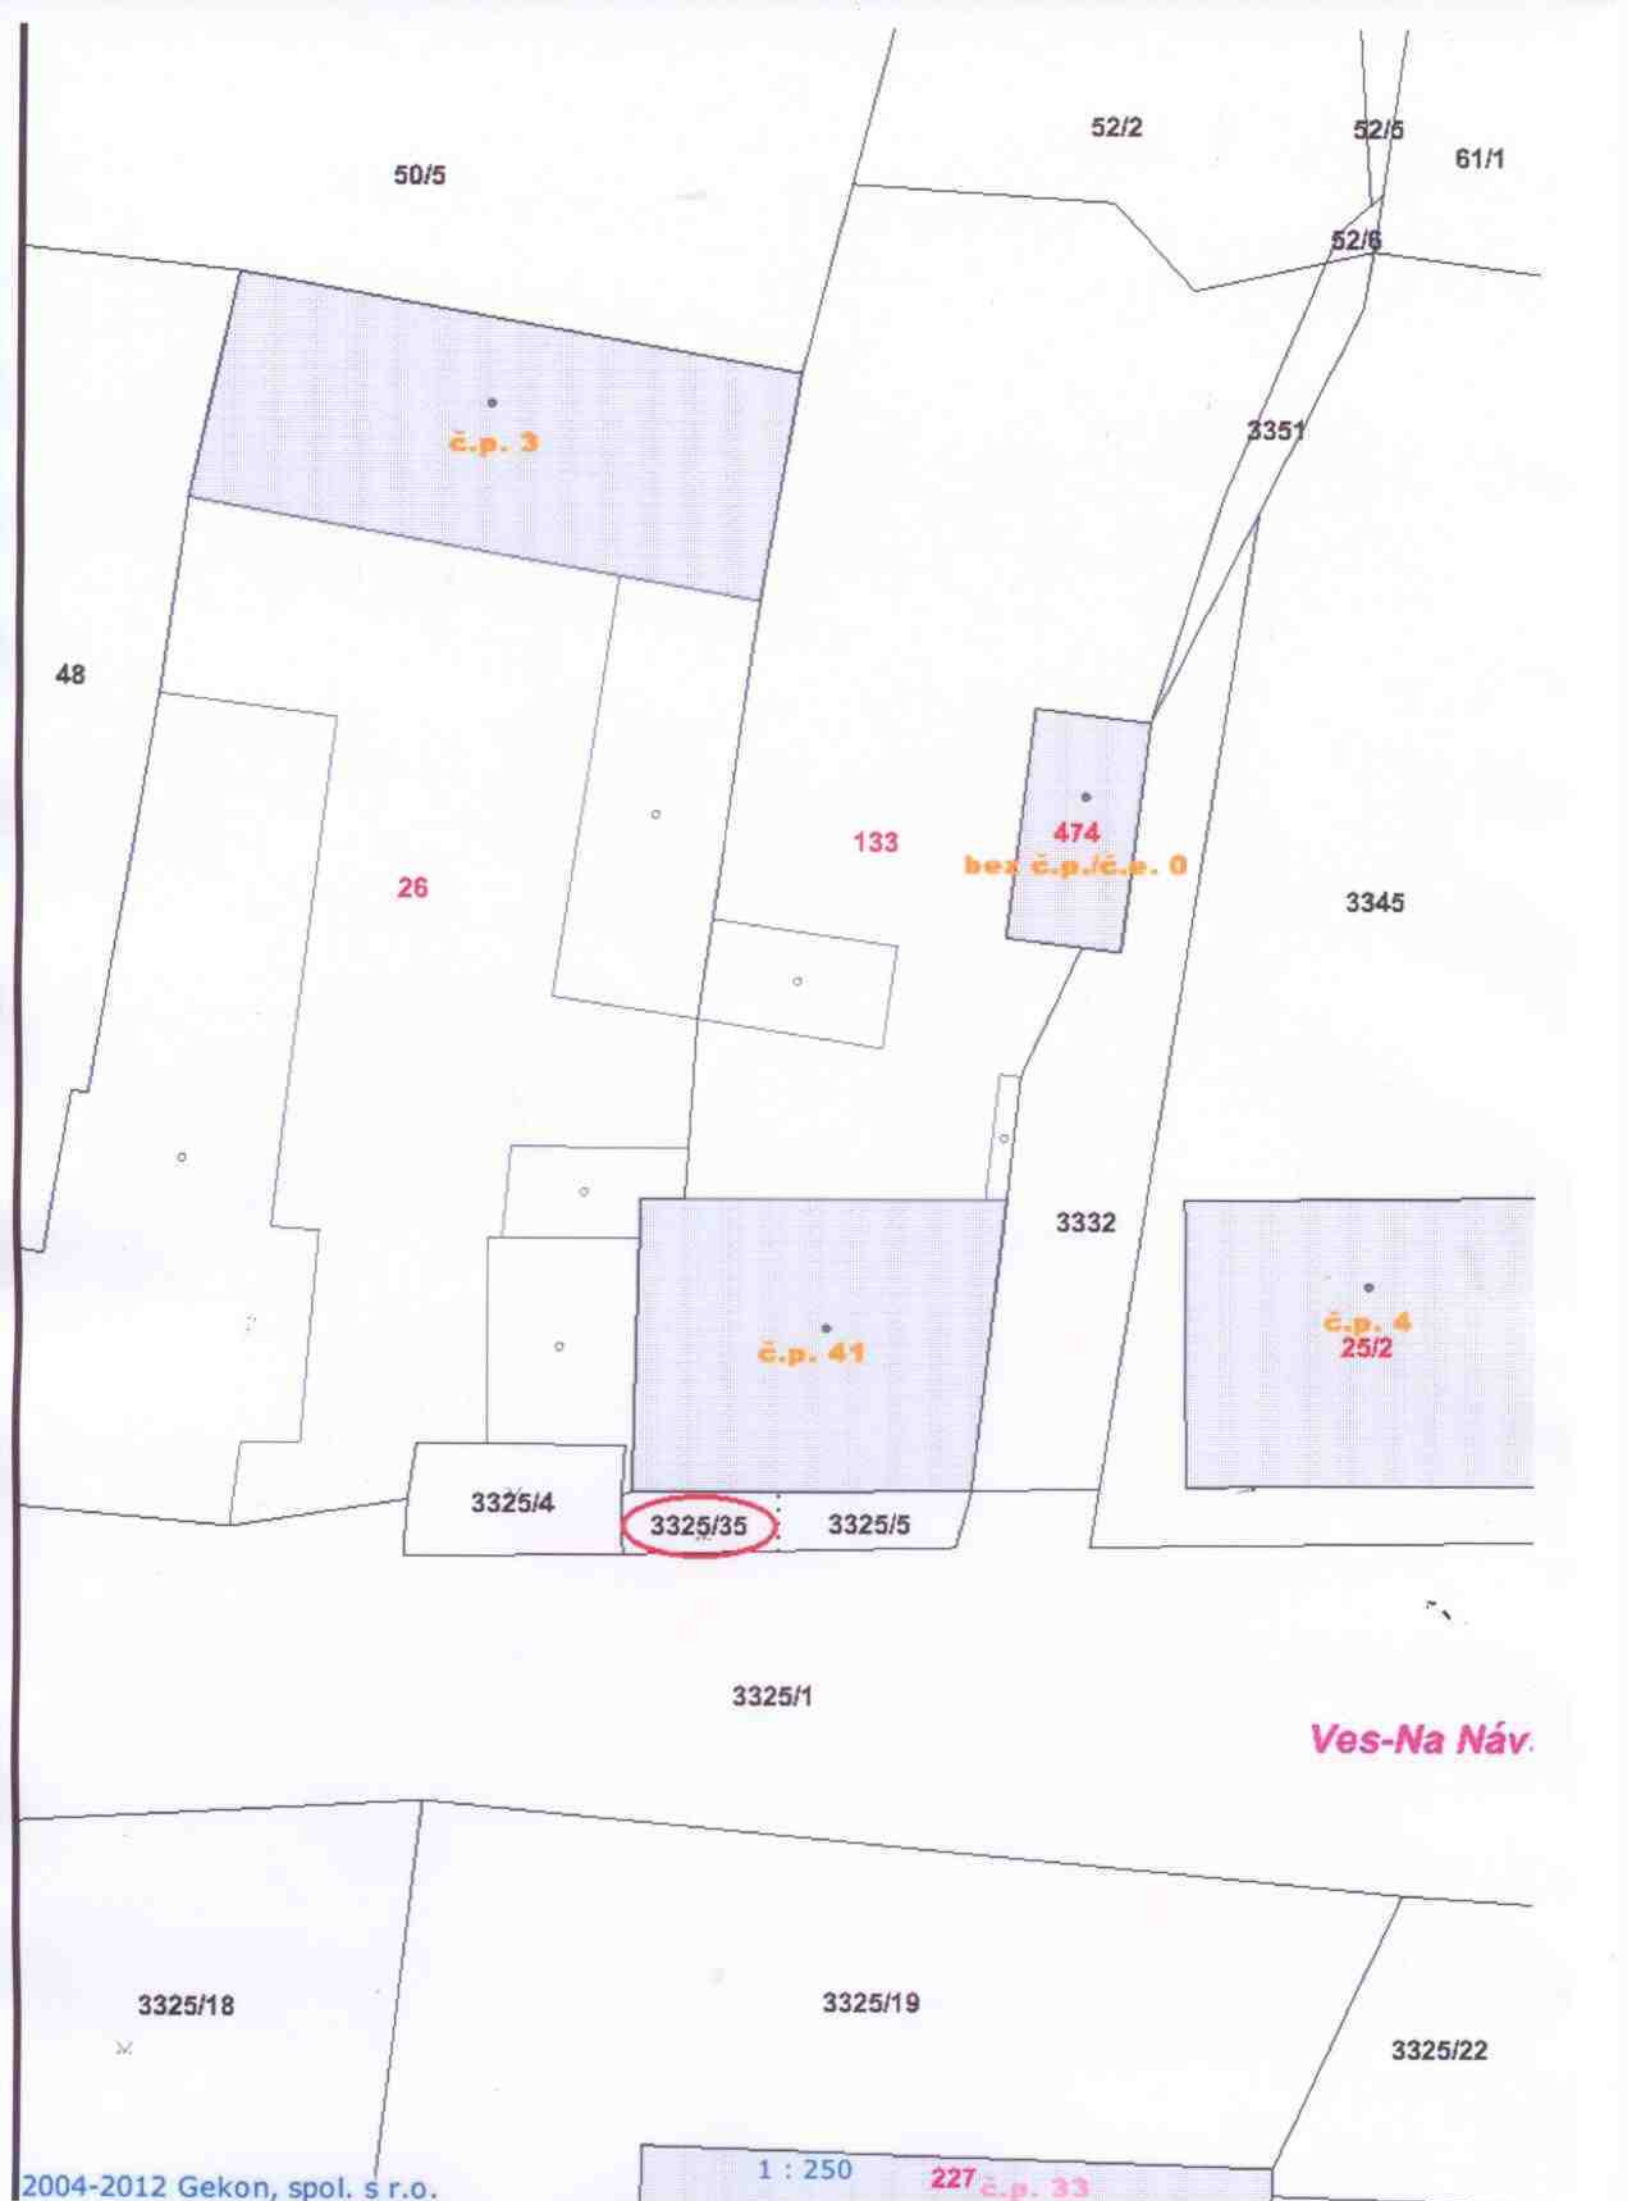 52/2
52/5
61/1
50/5
52/6
3351
č.p. 3
48
474
133
bez č.p./č.e. 0
26
3345
3332
č.p. 4
25/2
č.p. 41
3325/4
3325/35
3325/5
3325/1
Ves-Na Náv.
3325/18
3325/19
3325/22
1 : 250
227
č.p. 33
2004-2012 Gekon, spol. s r.o.